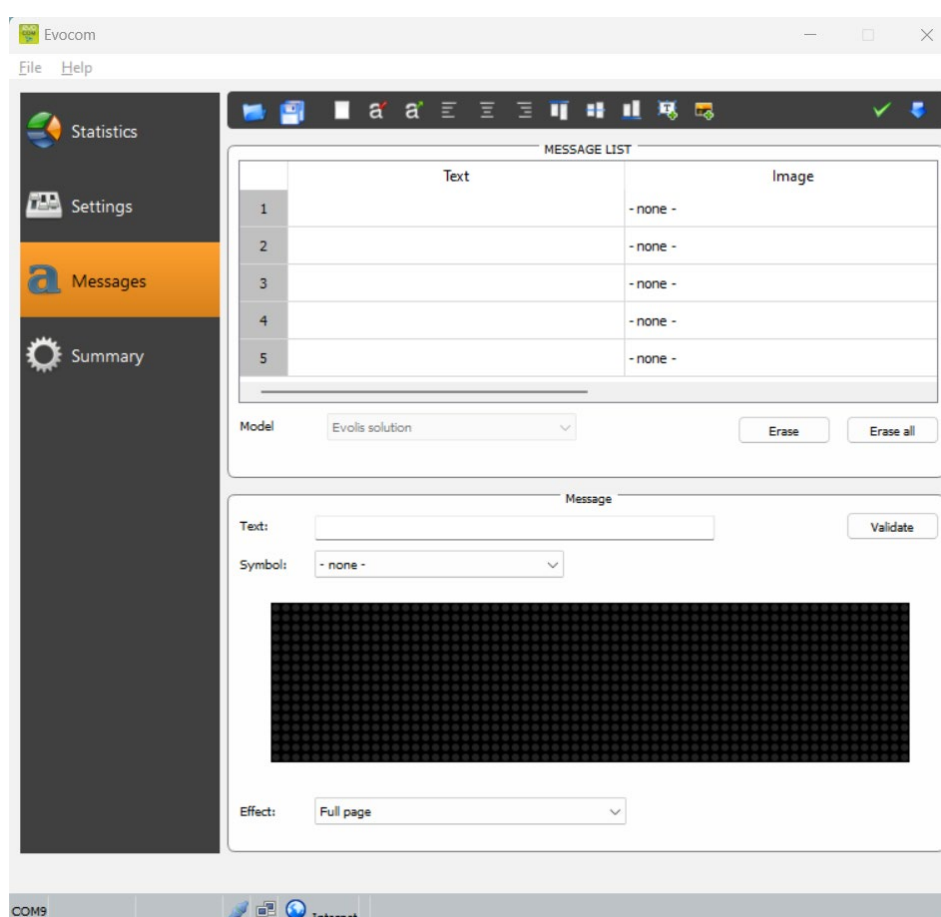 Evocom
File Help
Statistics
Settings
Messages
Summary
MESSAGE LIST
Text Image
1 - none -
2 - none -
3 - none -
4 - none -
5 - none -
Model Evolis solution Erase Erase all
Message
Text: Validate
Symbol: - none -
Effect: Full page
COM9 Internet